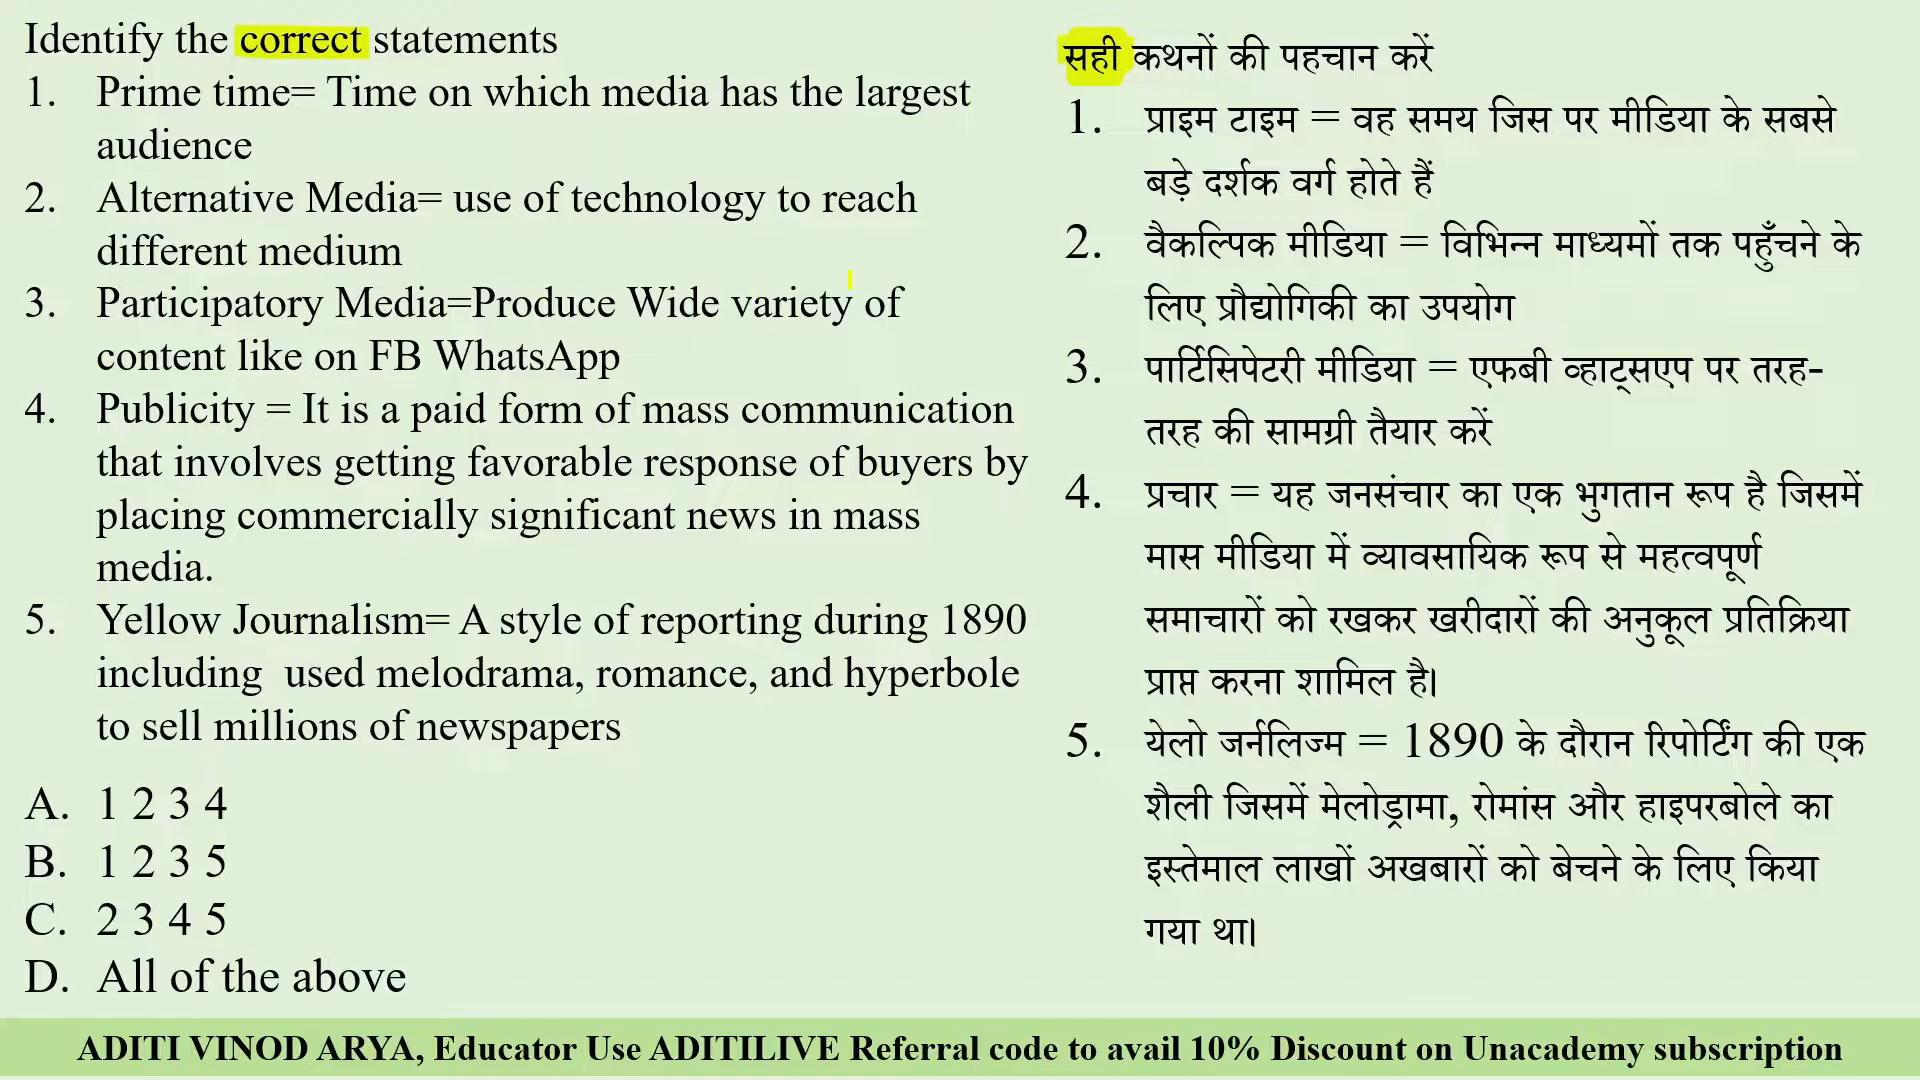 Identify the correct statements
1. Prime time= Time on which media has the largest
audience
2. Alternative Media= use of technology to reach
different medium
3. Participatory Media=Produce Wide variety of
content like on FB WhatsApp
4. Publicity = It is a paid form of mass communication
that involves getting favorable response of buyers by
placing commercially significant news in mass
media.
5. Yellow Journalism= A style of reporting during 1890
including  used melodrama, romance, and hyperbole
to sell millions of newspapers
A. 1 2 3 4
B. 1 2 3 5
C. 2 3 4 5
D. All of the above
सही कथनों की पहचान करें
1. प्राइम टाइम = वह समय जिस पर मीडिया के सबसे
बड़े दर्शक वर्ग होते हैं
2. वैकल्पिक मीडिया = विभिन्न माध्यमों तक पहुँचने के
लिए प्रौद्योगिकी का उपयोग
3. पार्टिसिपेटरी मीडिया = एफबी व्हाट्सएप पर तरह-
तरह की सामग्री तैयार करें
4. प्रचार = यह जनसंचार का एक भुगतान रूप है जिसमें
मास मीडिया में व्यावसायिक रूप से महत्वपूर्ण
समाचारों को रखकर खरीदारों की अनुकूल प्रतिक्रिया
प्राप्त करना शामिल है।
5. येलो जर्नलिज्म = 1890 के दौरान रिपोर्टिंग की एक
शैली जिसमें मेलोड्रामा, रोमांस और हाइपरबोले का
इस्तेमाल लाखों अखबारों को बेचने के लिए किया
गया था।
ADITI VINOD ARYA, Educator Use ADITILIVE Referral code to avail 10% Discount on Unacademy subscription